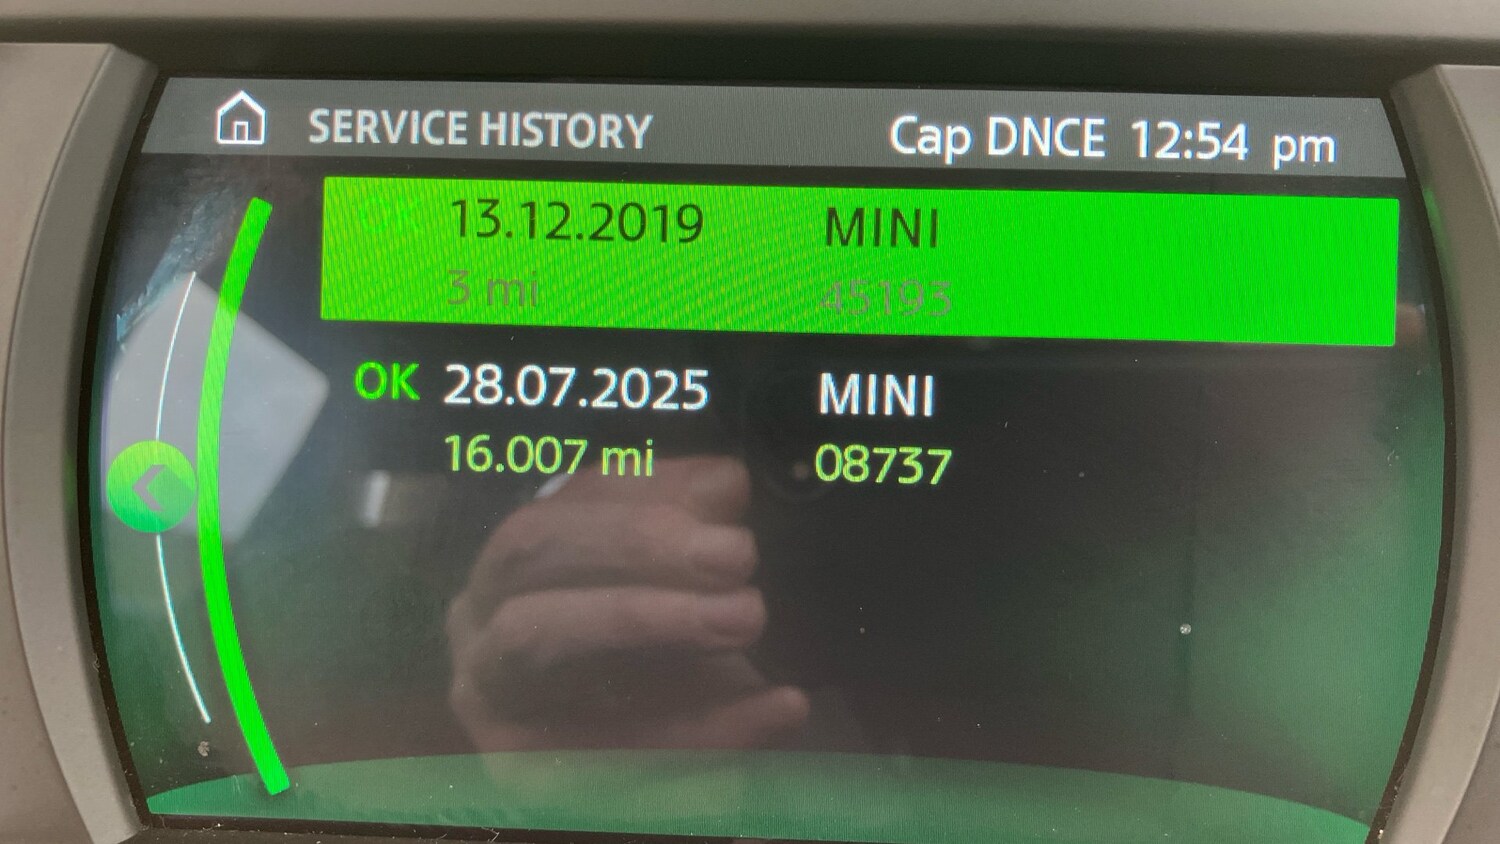 SERVICE HISTORY Cap DNCE 12:54 pm
OK 13.12.2019 MINI
3 mi 45193
OK 28.07.2025 MINI
16.007 mi 08737